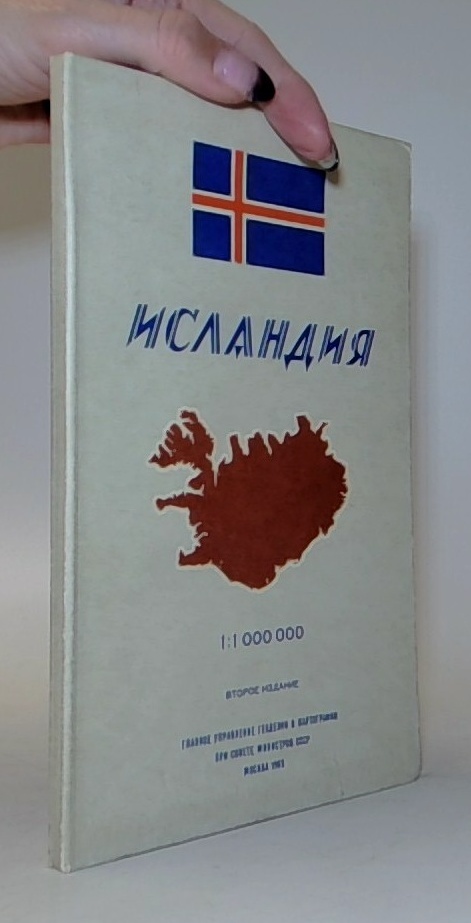 ИСЛАНДИЯ
1:1 000 000
ВТОРОЕ ИЗДАНИЕ
ГЛАВНОЕ УПРАВЛЕНИЕ ГЕОДЕЗИИ И КАРТОГРАФИИ
ПРИ СОВЕТЕ МИНИСТРОВ СССР
МОСКВА